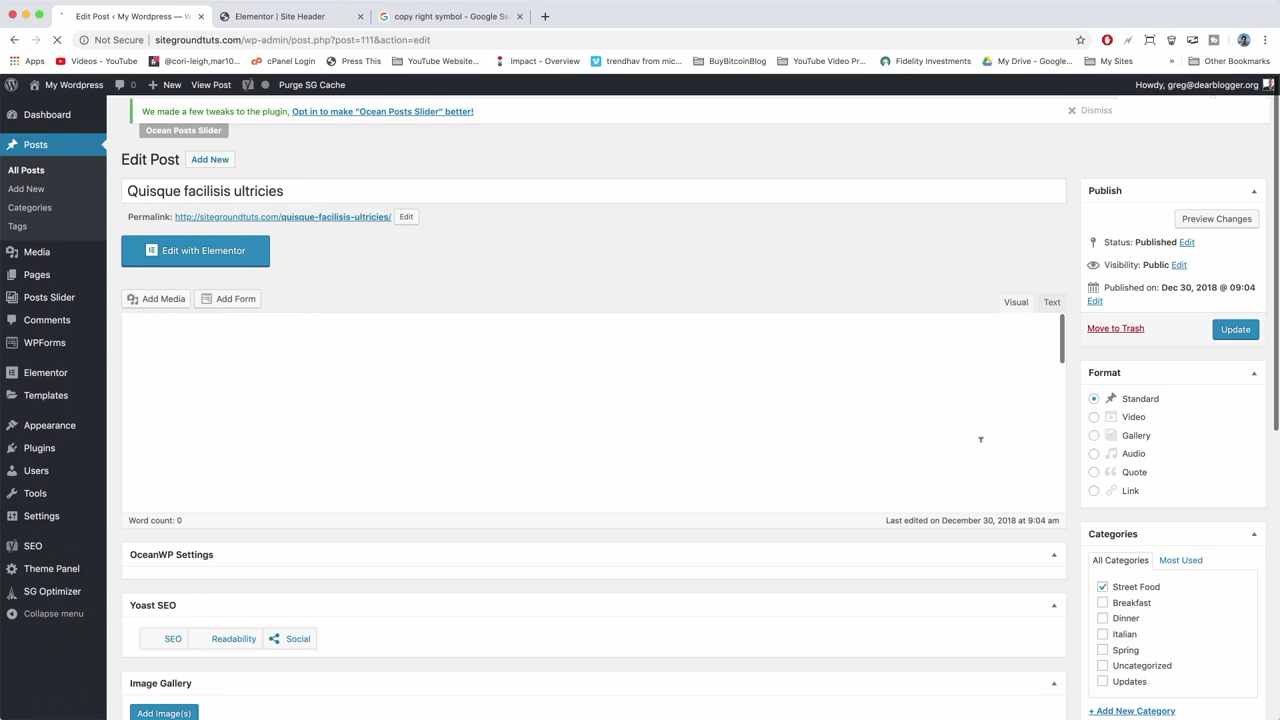 Edit Post ‹ My Wordpress — W
Elementor | Site Header
copy right symbol - Google Se
Not Secure | sitegroundtuts.com/wp-admin/post.php?post=111&action=edit
Apps
YouTube Videos - YouTube
@cori-leigh,mar10...
cPanel Login
Press This
YouTube Website...
Impact - Overview
trendhav from mic...
BuyBitcoinBlog
YouTube Video Pr...
Fidelity Investments
My Drive - Google...
My Sites
»
Other Bookmarks
My Wordpress
0
New
View Post
Purge SG Cache
Howdy, greg@dearblogger.org
Dashboard
Posts
All Posts
Add New
Categories
Tags
Media
Pages
Posts Slider
Comments
WPForms
Elementor
Templates
Appearance
Plugins
Users
Tools
Settings
SEO
Theme Panel
SG Optimizer
Collapse menu
We made a few tweaks to the plugin, Opt in to make "Ocean Posts Slider" better!
Dismiss
Ocean Posts Slider
Edit Post
Add New
Quisque facilisis ultricies
Permalink: http://sitegroundtuts.com/quisque-facilisis-ultricies/
Edit
Edit with Elementor
Add Media
Add Form
Visual
Text
Word count: 0
Last edited on December 30, 2018 at 9:04 am
OceanWP Settings
Yoast SEO
SEO
Readability
Social
Image Gallery
Add Image(s)
Publish
Preview Changes
Status: Published Edit
Visibility: Public Edit
Published on: Dec 30, 2018 @ 09:04
Edit
Move to Trash
Update
Format
Standard
Video
Gallery
Audio
Quote
Link
Categories
All Categories
Most Used
Street Food
Breakfast
Dinner
Italian
Spring
Uncategorized
Updates
+ Add New Category